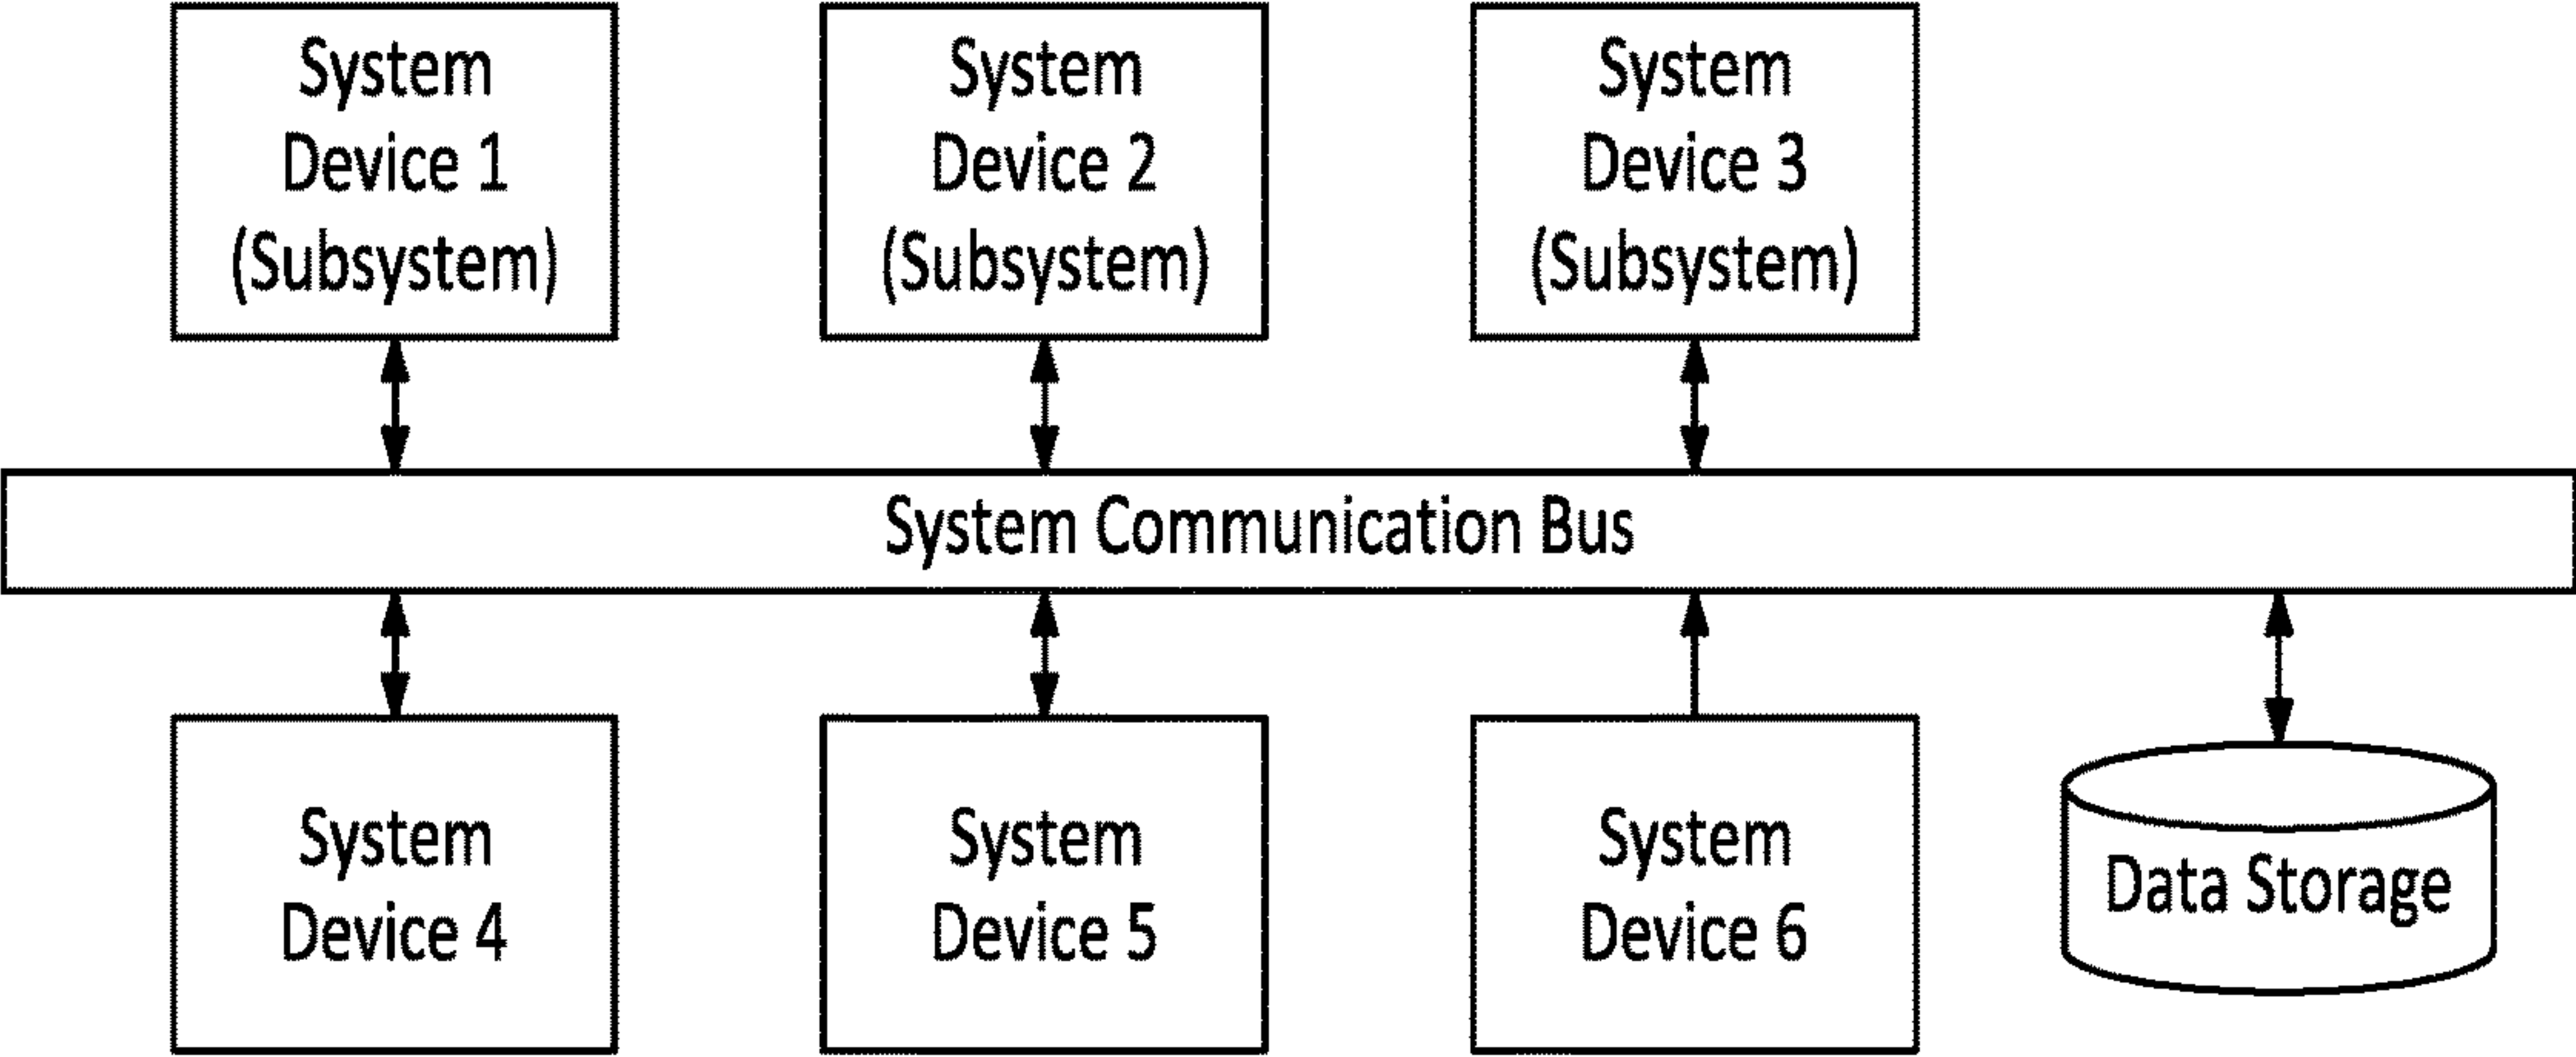 System
Device 1
(Subsystem)
System
Device 2
(Subsystem)
System
Device 3
(Subsystem)
System Communication Bus
System
Device 4
System
Device 5
System
Device 6
Data Storage